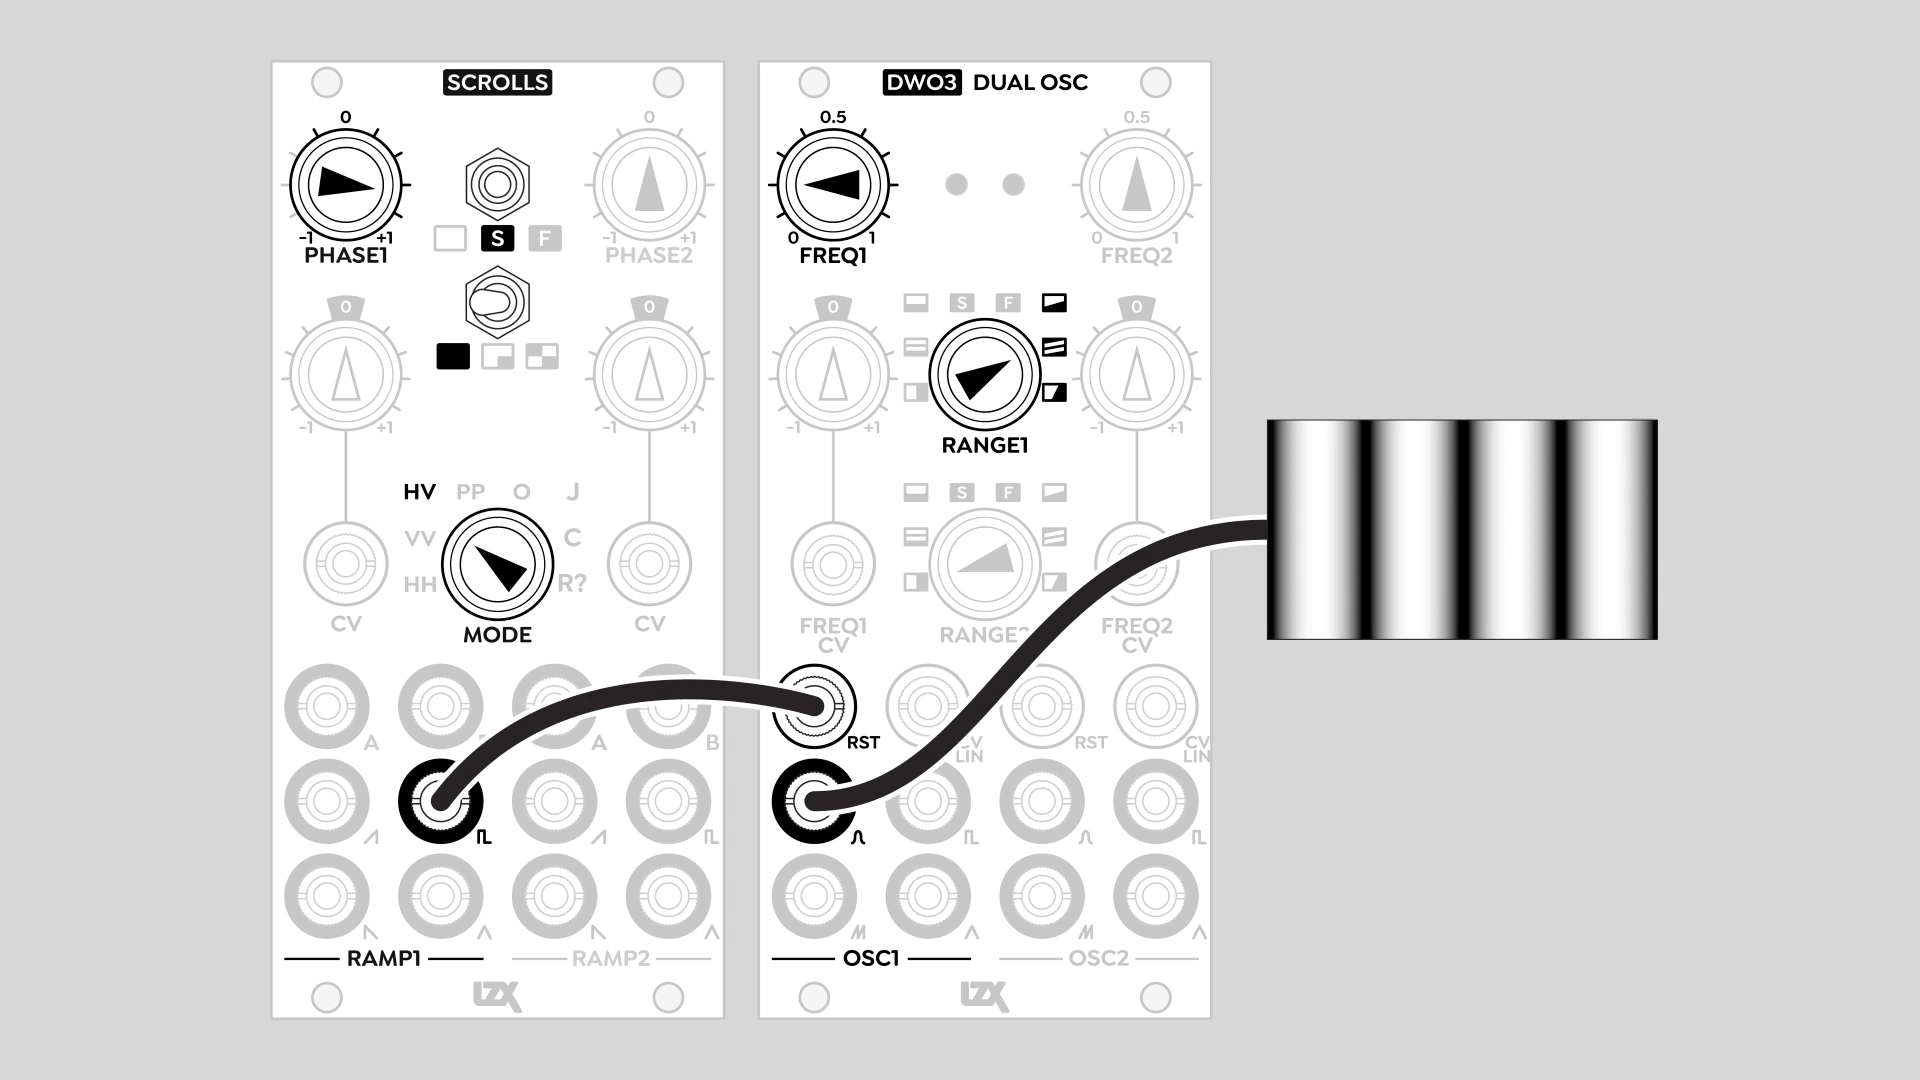 SCROLLS
0
-1 +1
PHASE1
S F
0
-1 +1
PHASE2
0
-1 +1
0
-1 +1
HV PP O J
VV C
HH R?
CV
MODE
CV
A
A
B
RAMP1
RAMP2
LZX
DWO3 DUAL OSC
0.5
0 1
FREQ1
0.5
0 1
FREQ2
0
-1 +1
S F
RANGE1
0
-1 +1
S F
FREQ1
CV
FREQ2
CV
RST
LIN
RST
CV
LIN
OSC1
OSC2
LZX